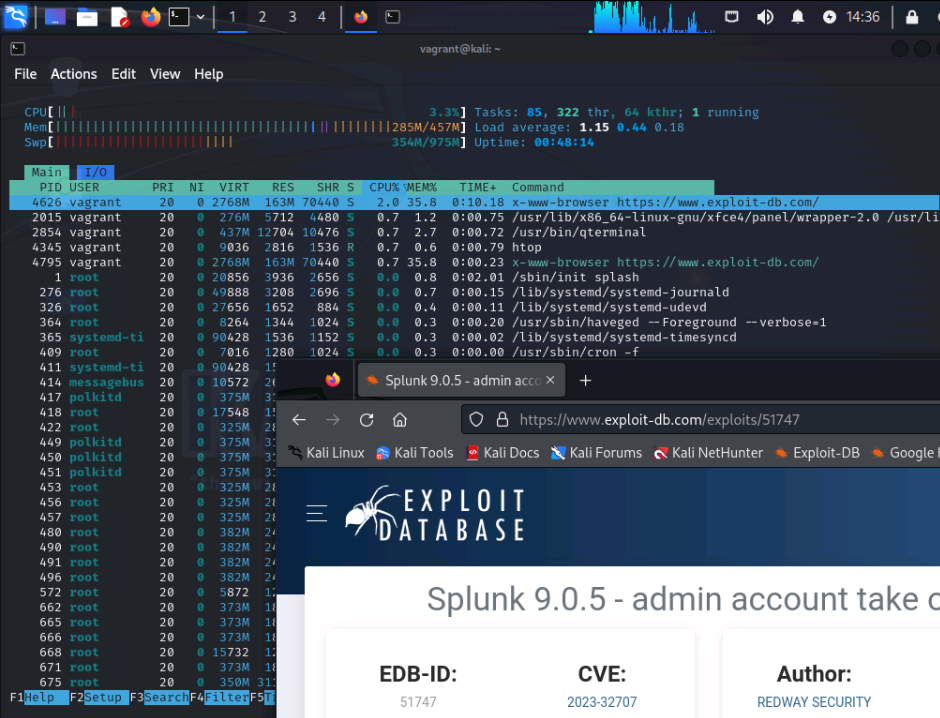 1 2 3 4 14:36
vagrant@kali: ~
File Actions Edit View Help
CPU[|| | 3.3%] Tasks: 85, 322 thr, 64 kthr; 1 running
Mem[||||||||||||||||||||||||||||||||||||||||||||285M/457M] Load average: 1.15 0.44 0.18
Swp[|||||||||||||||||||||||| 354M/975M] Uptime: 00:48:14
Main I/O
PID USER PRI NI VIRT RES SHR S CPU%▽MEM% TIME+ Command
4626 vagrant 20 0 2768M 163M 70440 S 2.0 35.8 0:10.18 x-www-browser https://www.exploit-db.com/
2015 vagrant 20 0 276M 5712 4480 S 0.7 1.2 0:00.75 /usr/lib/x86_64-linux-gnu/xfce4/panel/wrapper-2.0 /usr/li
2854 vagrant 20 0 437M 12704 10476 S 0.7 2.7 0:00.72 /usr/bin/qterminal
4345 vagrant 20 0 9036 2816 1536 R 0.7 0.6 0:00.79 htop
4795 vagrant 20 0 2768M 163M 70440 S 0.7 35.8 0:00.23 x-www-browser https://www.exploit-db.com/
1 root 20 0 20856 3936 2656 S 0.0 0.8 0:02.01 /sbin/init splash
276 root 20 0 49888 3208 2696 S 0.0 0.7 0:00.15 /lib/systemd/systemd-journald
326 root 20 0 27656 1652 884 S 0.0 0.4 0:00.11 /lib/systemd/systemd-udevd
364 root 20 0 8264 1344 1024 S 0.0 0.3 0:00.20 /usr/sbin/haveged --Foreground --verbose=1
365 systemd-ti 20 0 90428 1536 1152 S 0.0 0.3 0:00.02 /lib/systemd/systemd-timesyncd
409 root 20 0 7016 1280 1024 S 0.0 0.3 0:00.00 /usr/sbin/cron -f
411 systemd-ti 20 0 90428 15
414 messagebus 20 0 10572 26
417 polkitd 20 0 375M 31
418 root 20 0 17548 15
422 root 20 0 325M 28
449 polkitd 20 0 375M 31
450 polkitd 20 0 375M 31
451 polkitd 20 0 375M 31
453 root 20 0 325M 28
456 root 20 0 325M 28
457 root 20 0 325M 28
480 root 20 0 382M 24
490 root 20 0 382M 24
491 root 20 0 382M 24
496 root 20 0 382M 24
572 root 20 0 5872 12
662 root 20 0 373M 18
665 root 20 0 373M 18
666 root 20 0 373M 18
668 root 20 0 15732 12
671 root 20 0 373M 18
675 root 20 0 350M 311
F1Help F2Setup F3SearchF4FilterF5T
Splunk 9.0.5 - admin acco
https://www.exploit-db.com/exploits/51747
Kali Linux Kali Tools Kali Docs Kali Forums Kali NetHunter Exploit-DB Google
EXPLOIT
DATABASE
Splunk 9.0.5 - admin account take o
EDB-ID: CVE: Author:
51747 2023-32707 REDWAY SECURITY